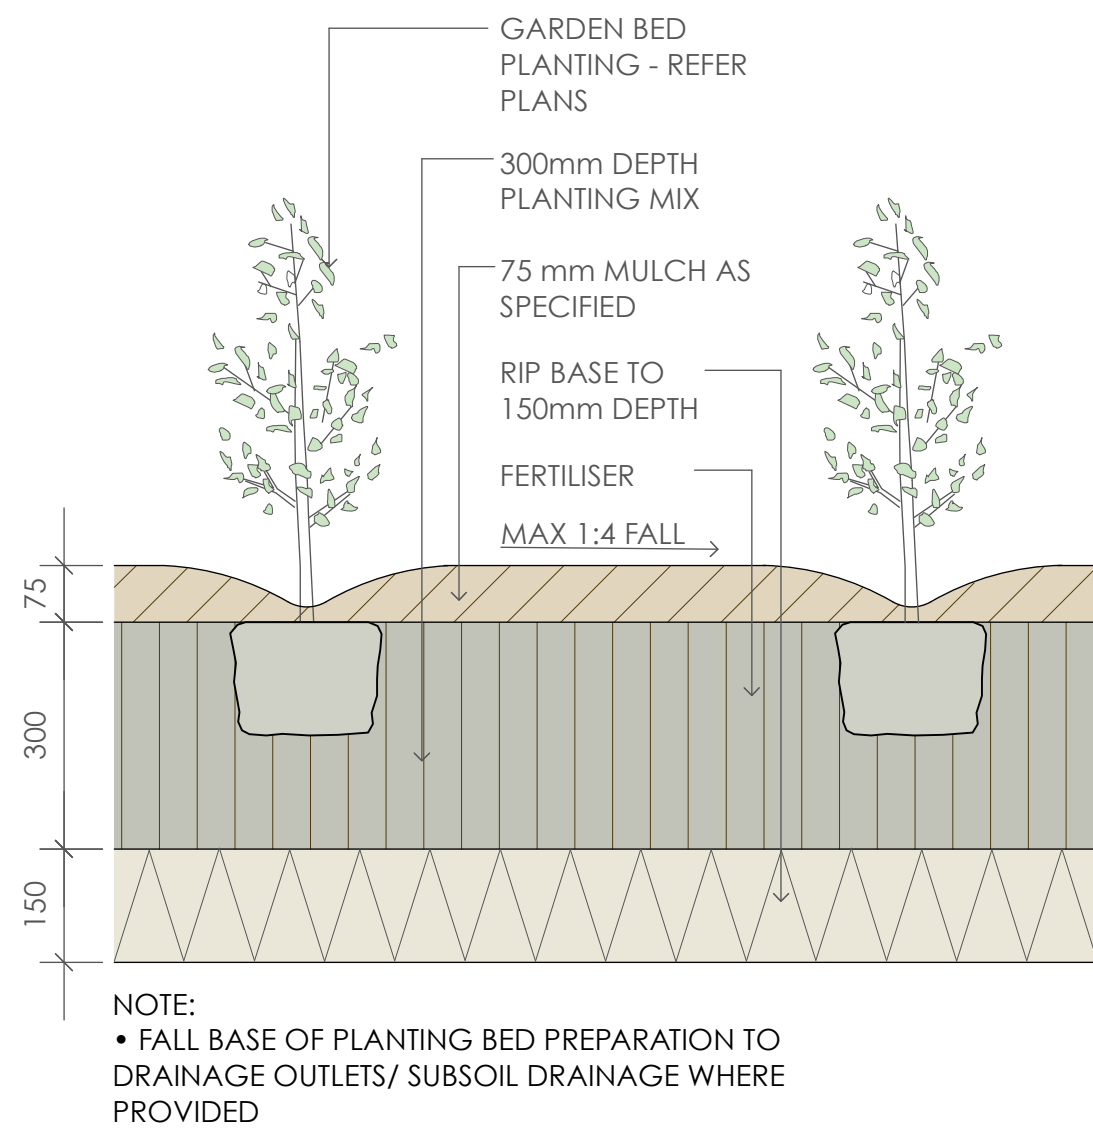 GARDEN BED
PLANTING - REFER
PLANS
300mm DEPTH
PLANTING MIX
75 mm MULCH AS
SPECIFIED
RIP BASE TO
150mm DEPTH
FERTILISER
MAX 1:4 FALL
75
300
150
NOTE:
• FALL BASE OF PLANTING BED PREPARATION TO
DRAINAGE OUTLETS/ SUBSOIL DRAINAGE WHERE
PROVIDED